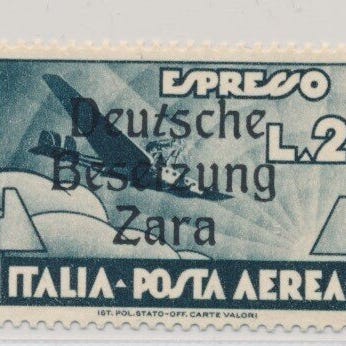 ESPRESSO
Deutsche
L. 2
Besetzung
Zara
ITALIA-POSTA AEREA
IST. POL. STATO-OFF. CARTE VALORI